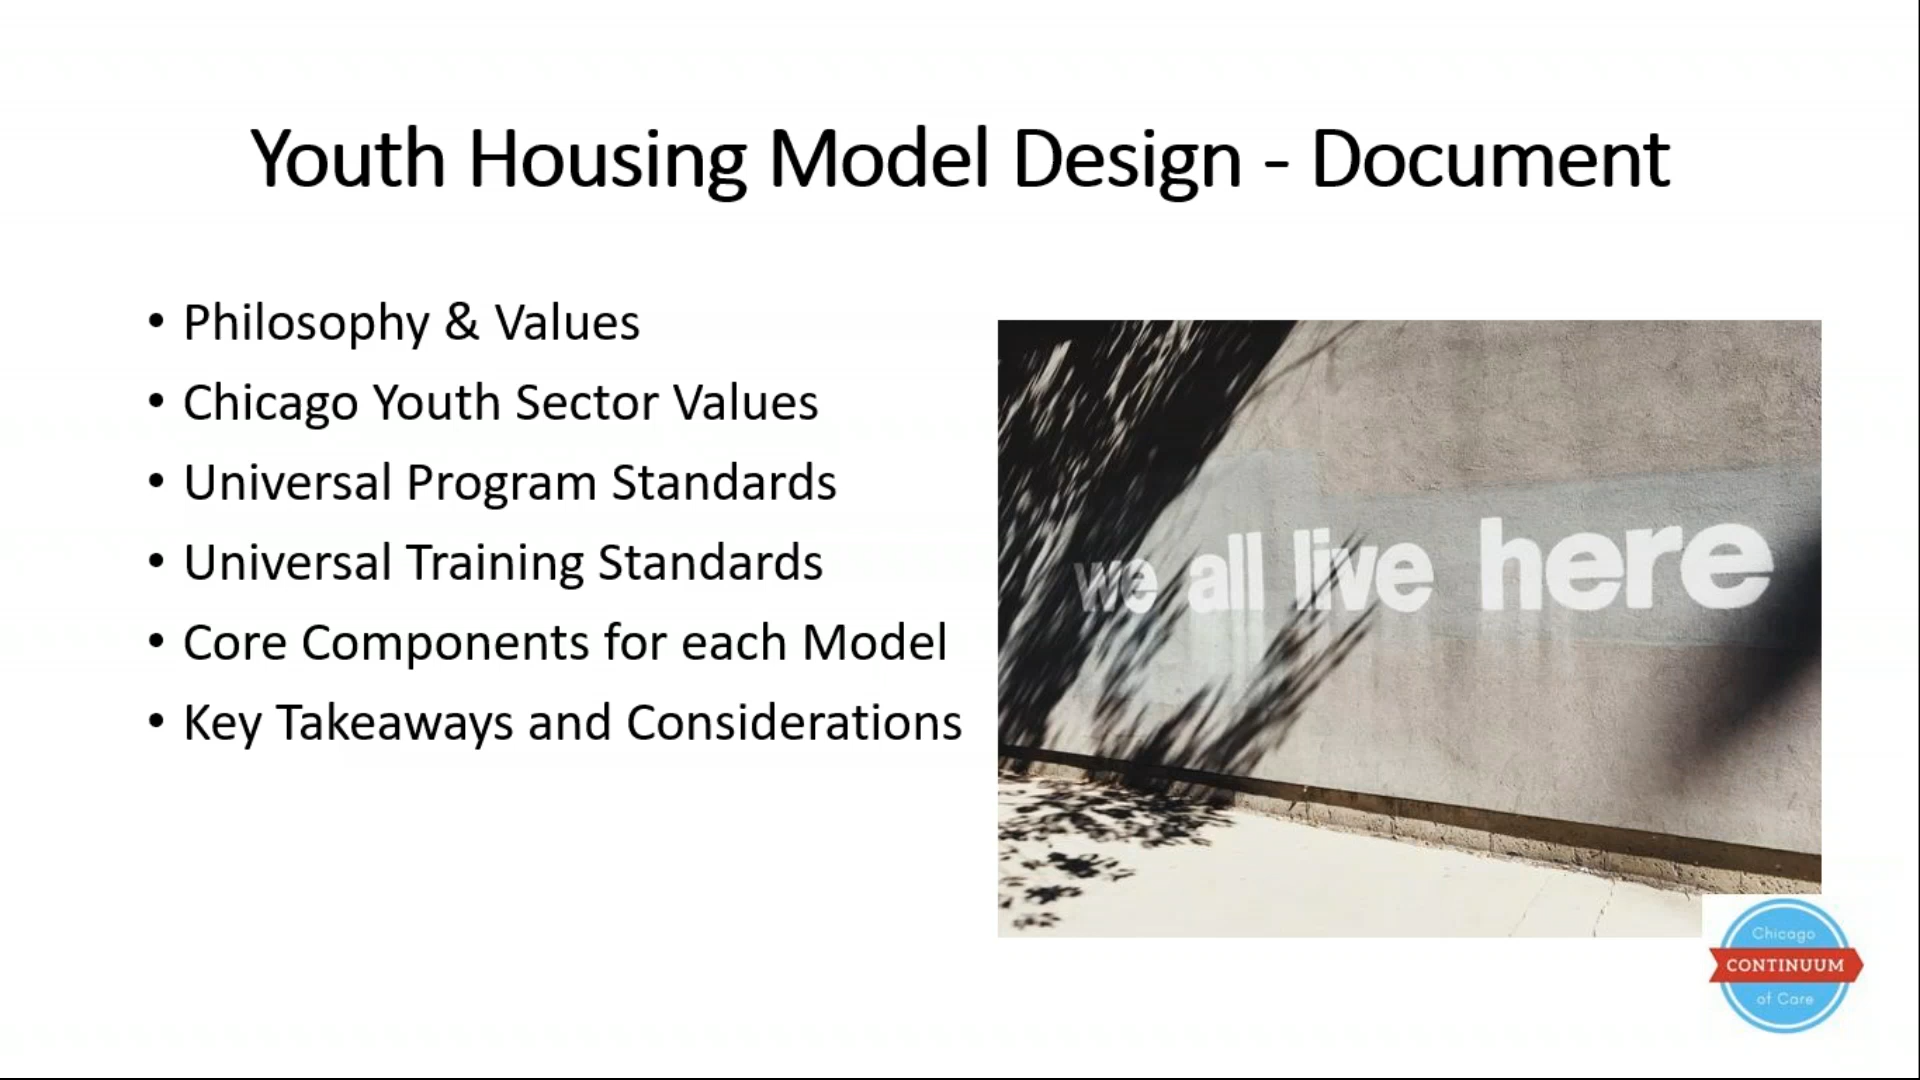 Youth Housing Model Design - Document
• Philosophy & Values
• Chicago Youth Sector Values
• Universal Program Standards
• Universal Training Standards
• Core Components for each Model
• Key Takeaways and Considerations
we all live here
Chicago
CONTINUUM
of Care